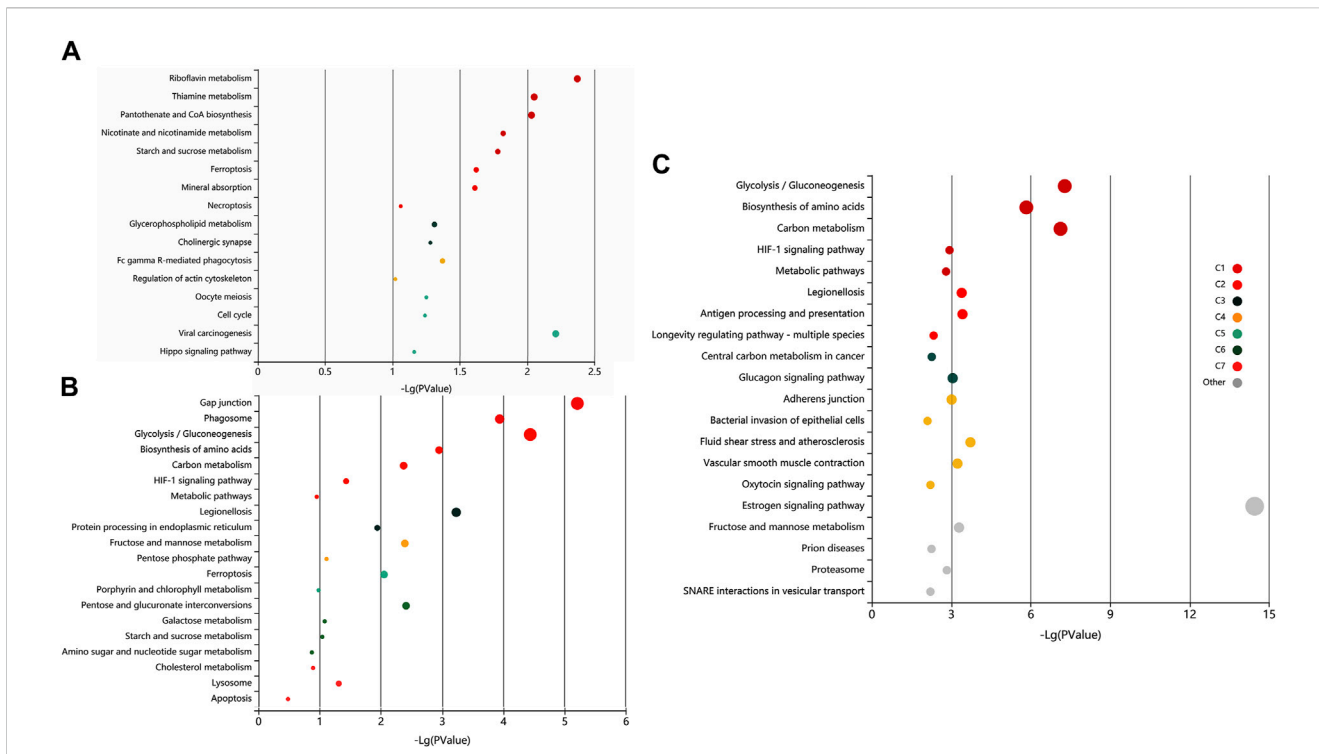 A
Riboflavin metabolism
Thiamine metabolism
Pantothenate and CoA biosynthesis
Nicotinate and nicotinamide metabolism
Starch and sucrose metabolism
Ferroptosis
Mineral absorption
Necroptosis
Glycerophospholipid metabolism
Cholinergic synapse
Fc gamma R-mediated phagocytosis
Regulation of actin cytoskeleton
Oocyte meiosis
Cell cycle
Viral carcinogenesis
Hippo signaling pathway
0 0.5 1 1.5 2 2.5
-Lg(PValue)
B
Gap junction
Phagosome
Glycolysis / Gluconeogenesis
Biosynthesis of amino acids
Carbon metabolism
HIF-1 signaling pathway
Metabolic pathways
Legionellosis
Protein processing in endoplasmic reticulum
Fructose and mannose metabolism
Pentose phosphate pathway
Ferroptosis
Porphyrin and chlorophyll metabolism
Pentose and glucuronate interconversions
Galactose metabolism
Starch and sucrose metabolism
Amino sugar and nucleotide sugar metabolism
Cholesterol metabolism
Lysosome
Apoptosis
0 1 2 3 4 5 6
-Lg(PValue)
C
Glycolysis / Gluconeogenesis
Biosynthesis of amino acids
Carbon metabolism
HIF-1 signaling pathway
Metabolic pathways
Legionellosis
Antigen processing and presentation
Longevity regulating pathway - multiple species
Central carbon metabolism in cancer
Glucagon signaling pathway
Adherens junction
Bacterial invasion of epithelial cells
Fluid shear stress and atherosclerosis
Vascular smooth muscle contraction
Oxytocin signaling pathway
Estrogen signaling pathway
Fructose and mannose metabolism
Prion diseases
Proteasome
SNARE interactions in vesicular transport
0 3 6 9 12 15
-Lg(PValue)
C1
C2
C3
C4
C5
C6
C7
Other